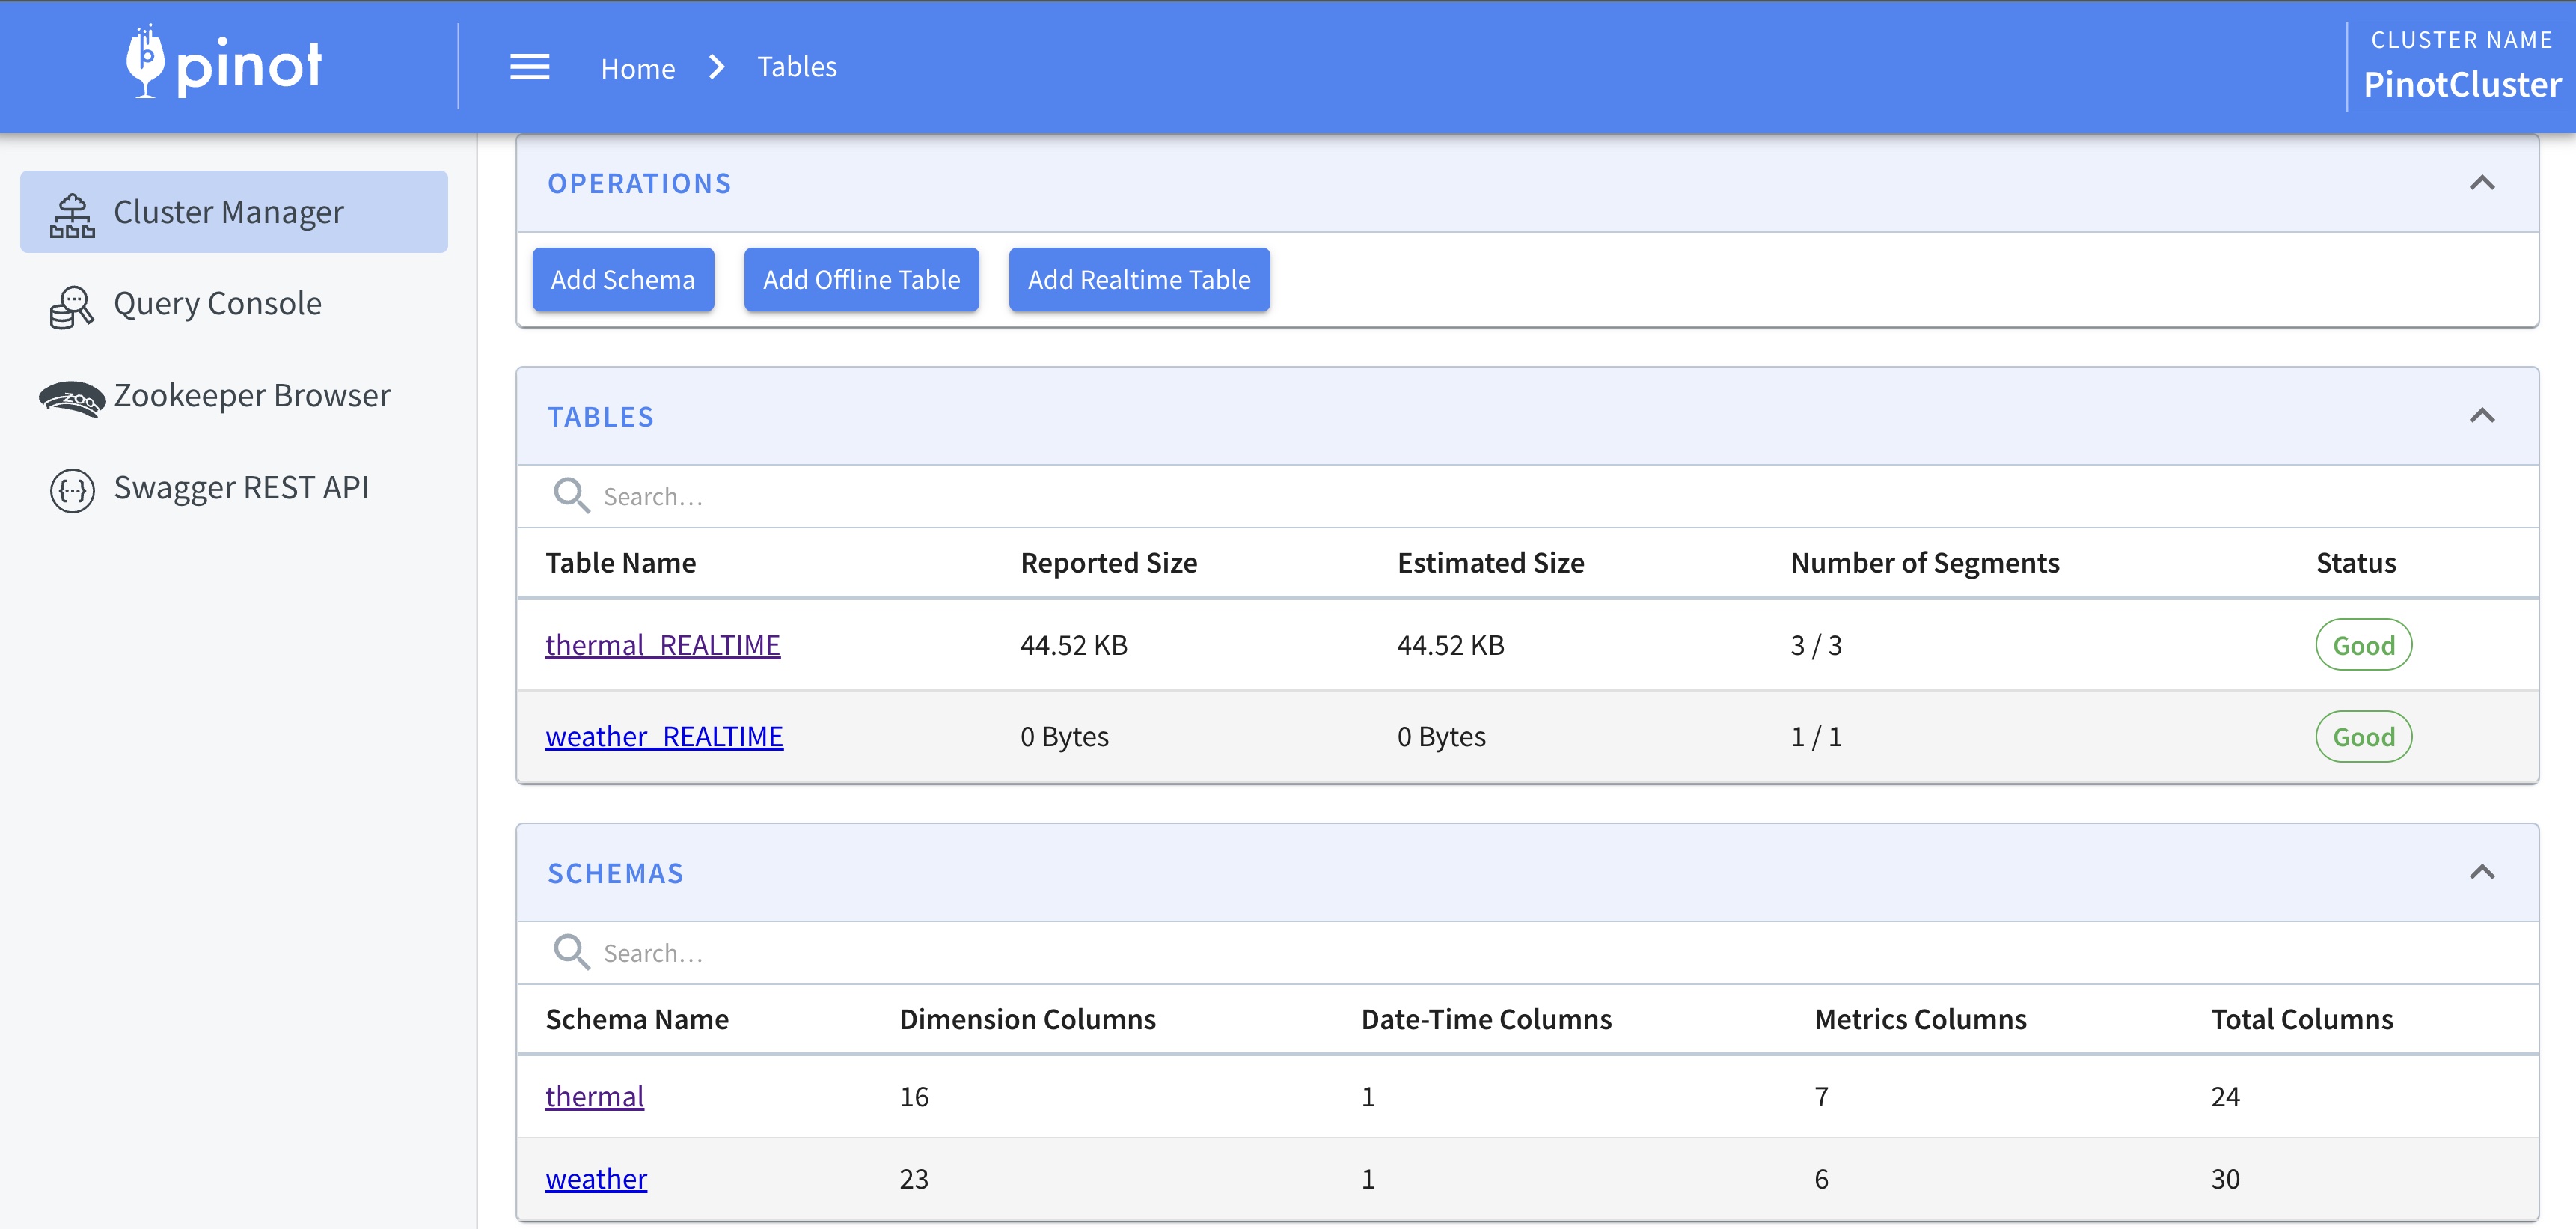 pinot
Home > Tables
CLUSTER NAME
PinotCluster
Cluster Manager
Query Console
Zookeeper Browser
Swagger REST API
OPERATIONS
Add Schema Add Offline Table Add Realtime Table
TABLES
Search...
Table Name Reported Size Estimated Size Number of Segments Status
thermal_REALTIME 44.52 KB 44.52 KB 3 / 3 Good
weather_REALTIME 0 Bytes 0 Bytes 1 / 1 Good
SCHEMAS
Search...
Schema Name Dimension Columns Date-Time Columns Metrics Columns Total Columns
thermal 16 1 7 24
weather 23 1 6 30